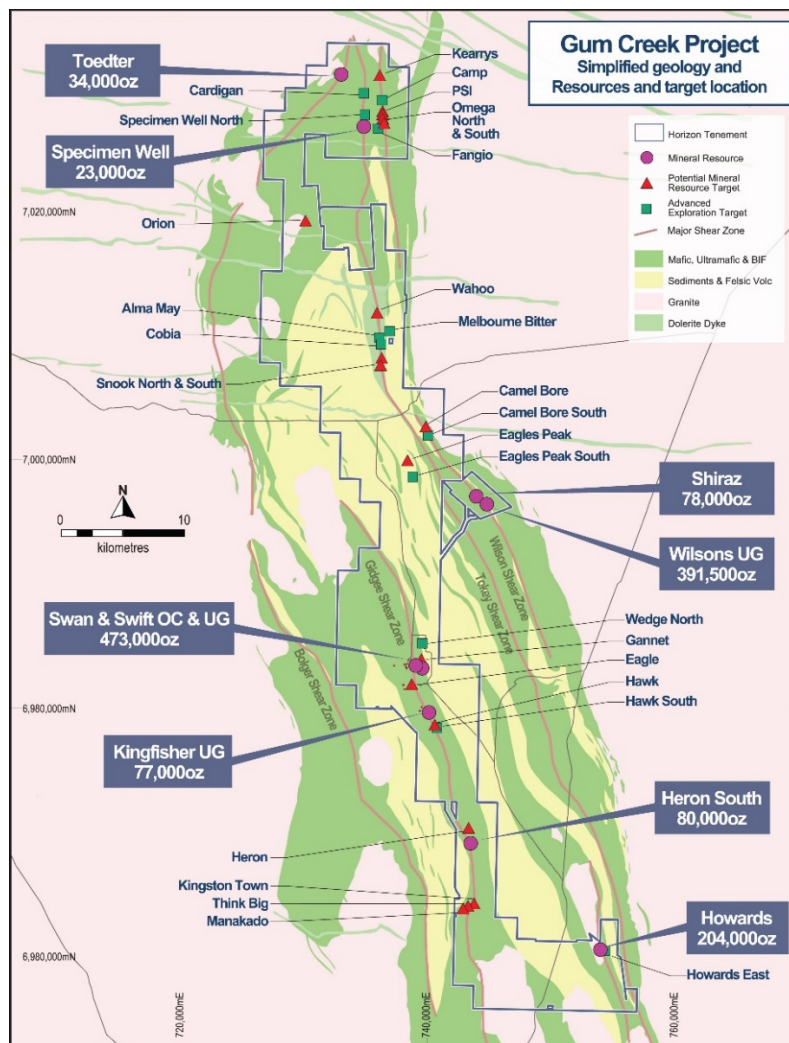 Gum Creek Project
Simplified geology and
Resources and target location
Horizon Tenement
Mineral Resource
Potential Mineral
Resource Target
Advanced
Exploration Target
Major Shear Zone
Mafic, Ultramafic & BIF
Sediments & Felsic Volc
Granite
Dolerite Dyke
Toedter
34,000oz
Cardigan
Specimen Well North
Specimen Well
23,000oz
Kearrys
Camp
PSI
Omega
North
& South
Fangio
7,020,000mN
Orion
Wahoo
Alma May
Melbourne Bitter
Cobia
Snook North & South
Camel Bore
Camel Bore South
Eagles Peak
Eagles Peak South
7,000,000mN
N
0 10
kilometres
Shiraz
78,000oz
Wilsons UG
391,500oz
Gidgee Shear Zone
Wilson Shear Zone
Tokay Shear Zone
Bolger Shear Zone
Swan & Swift OC & UG
473,000oz
Wedge North
Gannet
Eagle
Hawk
Hawk South
6,980,000mN
Kingfisher UG
77,000oz
Heron South
80,000oz
Heron
Kingston Town
Think Big
Manakado
Howards
204,000oz
Howards East
6,980,000mN
720,000mE
740,000mE
760,000mE